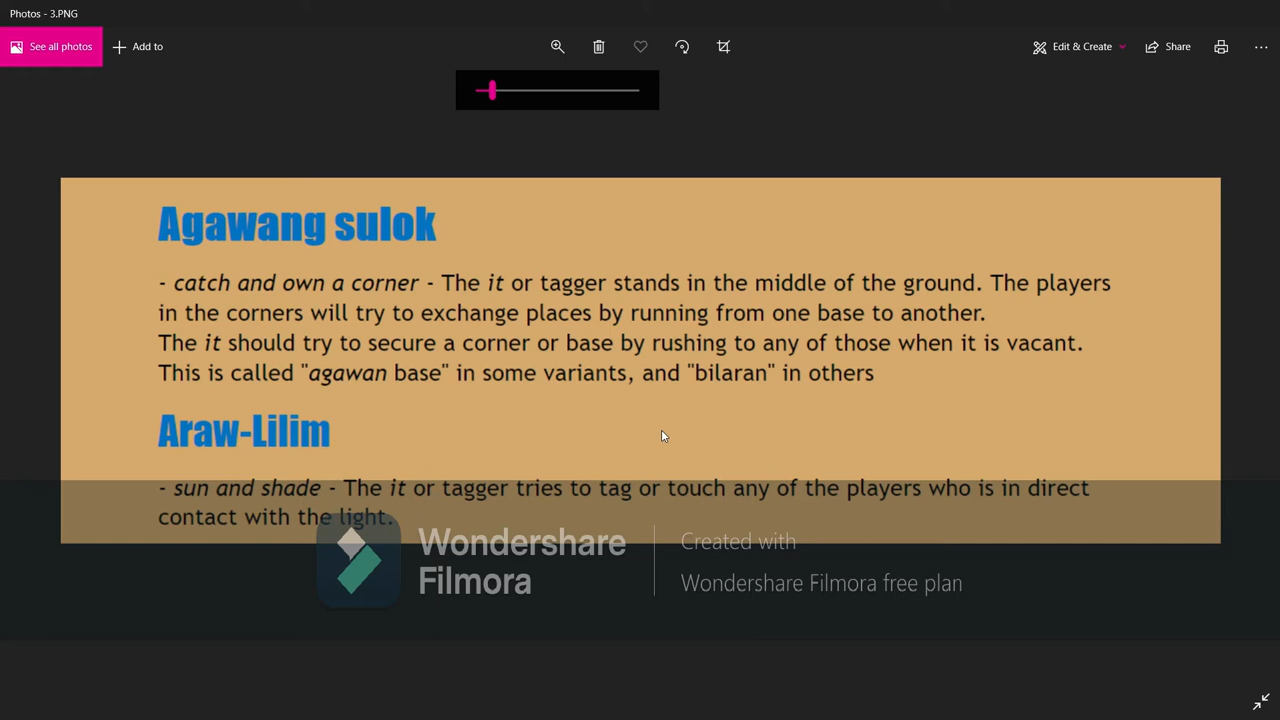 Photos - 3.PNG
See all photos
Add to
Edit & Create
Share
Agawang sulok
- catch and own a corner - The it or tagger stands in the middle of the ground. The players
in the corners will try to exchange places by running from one base to another.
The it should try to secure a corner or base by rushing to any of those when it is vacant.
This is called "agawan base" in some variants, and "bilaran" in others
Araw-Lilim
- sun and shade - The it or tagger tries to tag or touch any of the players who is in direct
contact with the light.
Wondershare
Filmora
Created with
Wondershare Filmora free plan